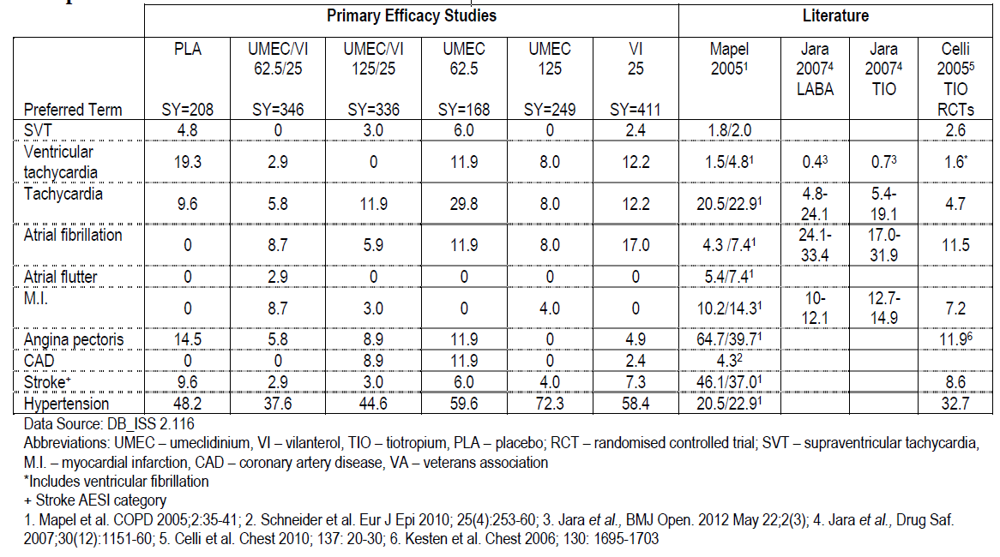 Primary Efficacy Studies Literature
PLA UMEC/VI UMEC/VI UMEC UMEC VI Mapel Jara Jara Celli
62.5/25 125/25 62.5 125 25 2005¹ 2007⁴ 2007⁴ 2005⁵
LABA TIO TIO
Preferred Term SY=208 SY=346 SY=336 SY=168 SY=249 SY=411 RCTs
SVT 4.8 0 3.0 6.0 0 2.4 1.8/2.0 2.6
Ventricular
tachycardia 19.3 2.9 0 11.9 8.0 12.2 1.5/4.8¹ 0.4³ 0.7³ 1.6*
Tachycardia 9.6 5.8 11.9 29.8 8.0 12.2 20.5/22.9¹ 4.8- 5.4- 4.7
24.1 19.1
Atrial fibrillation 0 8.7 5.9 11.9 8.0 17.0 4.3 /7.4¹ 24.1- 17.0- 11.5
33.4 31.9
Atrial flutter 0 2.9 0 0 0 0 5.4/7.4¹
M.I. 0 8.7 3.0 0 4.0 0 10.2/14.3¹ 10- 12.7- 7.2
12.1 14.9
Angina pectoris 14.5 5.8 8.9 11.9 0 4.9 64.7/39.7¹ 11.9⁶
CAD 0 0 8.9 11.9 0 2.4 4.3²
Stroke⁺ 9.6 2.9 3.0 6.0 4.0 7.3 46.1/37.0¹ 8.6
Hypertension 48.2 37.6 44.6 59.6 72.3 58.4 20.5/22.9¹ 32.7
Data Source: DB_ISS 2.116
Abbreviations: UMEC – umeclidinium, VI – vilanterol, TIO – tiotropium, PLA – placebo; RCT – randomised controlled trial; SVT – supraventricular tachycardia,
M.I. – myocardial infarction, CAD – coronary artery disease, VA – veterans association
*Includes ventricular fibrillation
+ Stroke AESI category
1. Mapel et al. COPD 2005;2:35-41; 2. Schneider et al. Eur J Epi 2010; 25(4):253-60; 3. Jara et al., BMJ Open. 2012 May 22;2(3); 4. Jara et al., Drug Saf.
2007;30(12):1151-60; 5. Celli et al. Chest 2010; 137: 20-30; 6. Kesten et al. Chest 2006; 130: 1695-1703